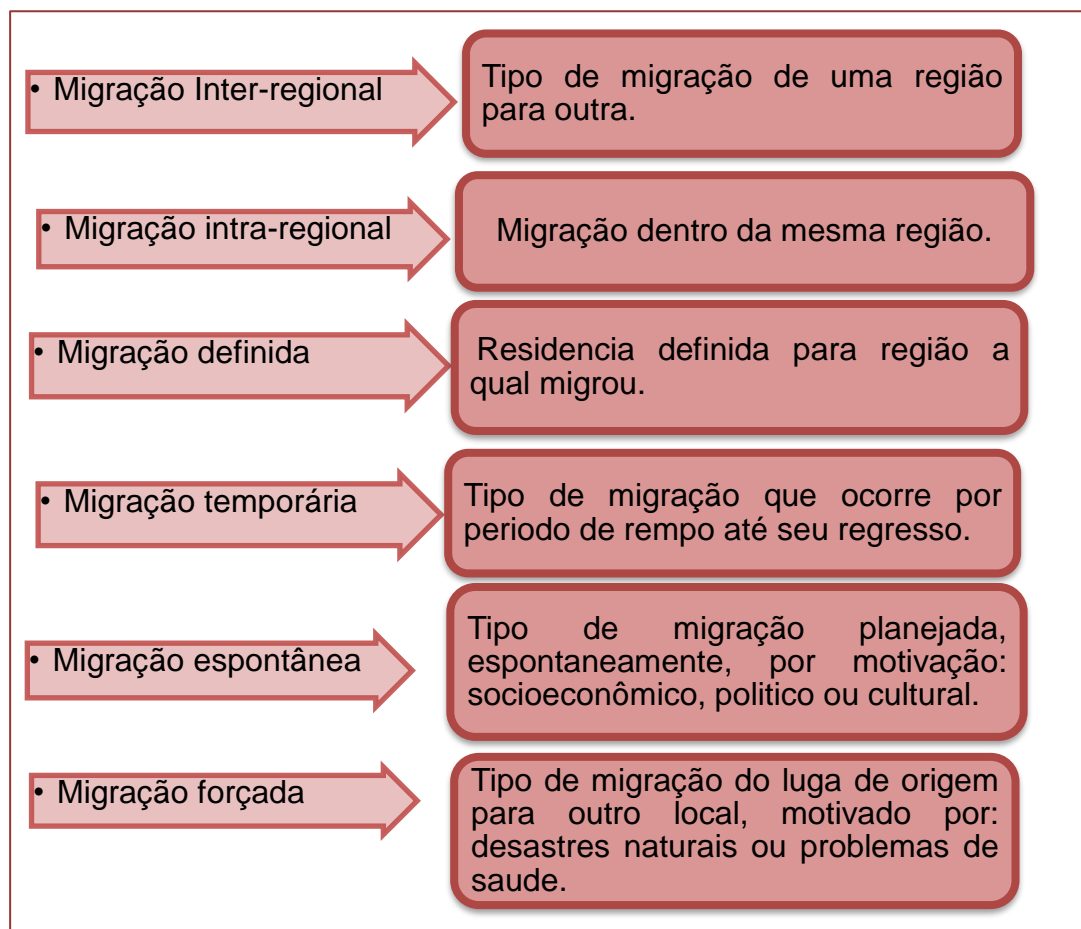 • Migração Inter-regional
Tipo de migração de uma região
para outra.
• Migração intra-regional
Migração dentro da mesma região.
• Migração definida
Residencia definida para região a
qual migrou.
• Migração temporária
Tipo de migração que ocorre por
periodo de rempo até seu regresso.
• Migração espontânea
Tipo de migração planejada,
espontaneamente, por motivação:
socioeconômico, politico ou cultural.
• Migração forçada
Tipo de migração do luga de origem
para outro local, motivado por:
desastres naturais ou problemas de
saude.